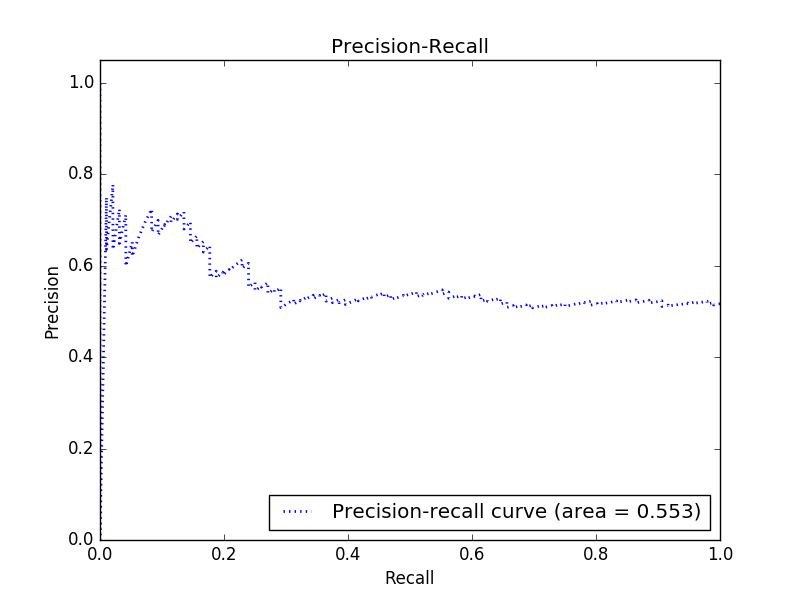 Precision-Recall
1.0
0.8
0.6
0.4
0.2
0.0
Precision
Precision-recall curve (area = 0.553)
0.0 0.2 0.4 0.6 0.8 1.0
Recall